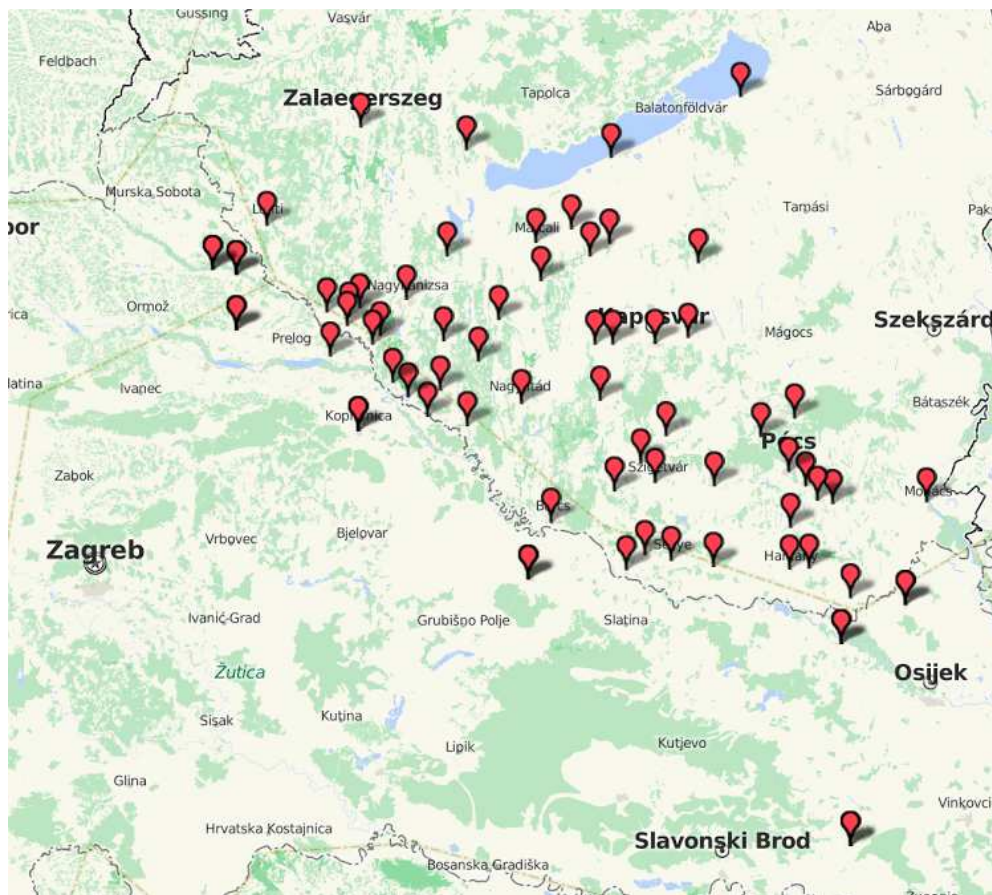 Güssing
Vasvár
Aba
Feldbach
Zalaegerszeg
Tapolca
Balatonföldvár
Sárbogárd
Murska Sobota
Tamási
Marcali
Ormož
Nagykanizsa
Kaposvár
Szekszárd
Prelog
Mágocs
Ivanec
Nagyatád
Bátaszék
Koprivnica
Pécs
Zabok
Szigetvár
Mohács
Barcs
Zagreb
Vrbovec
Bjelovar
Sellye
Harkány
Ivanić-Grad
Grubišno Polje
Slatina
Žutica
Osijek
Sisak
Kutina
Lipik
Kutjevo
Glina
Vinkovci
Hrvatska Kostajnica
Slavonski Brod
Bosanska Gradiška